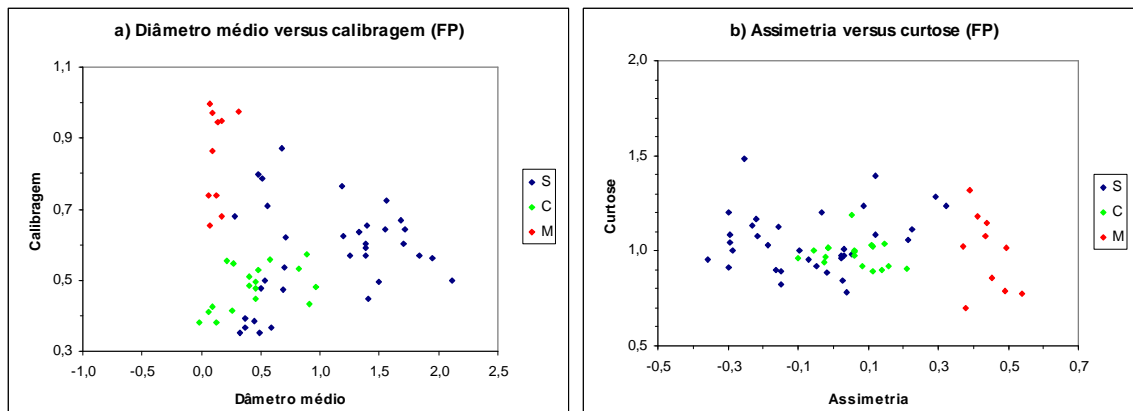 a) Diâmetro médio versus calibragem (FP)
1,1
0,9
0,7
0,5
0,3
Calibragem
-1,0
-0,5
0,0
0,5
1,0
1,5
2,0
2,5
Dâmetro médio
S
C
M
b) Assimetria versus curtose (FP)
2,0
1,5
1,0
0,5
Curtose
-0,5
-0,3
-0,1
0,1
0,3
0,5
0,7
Assimetria
S
C
M